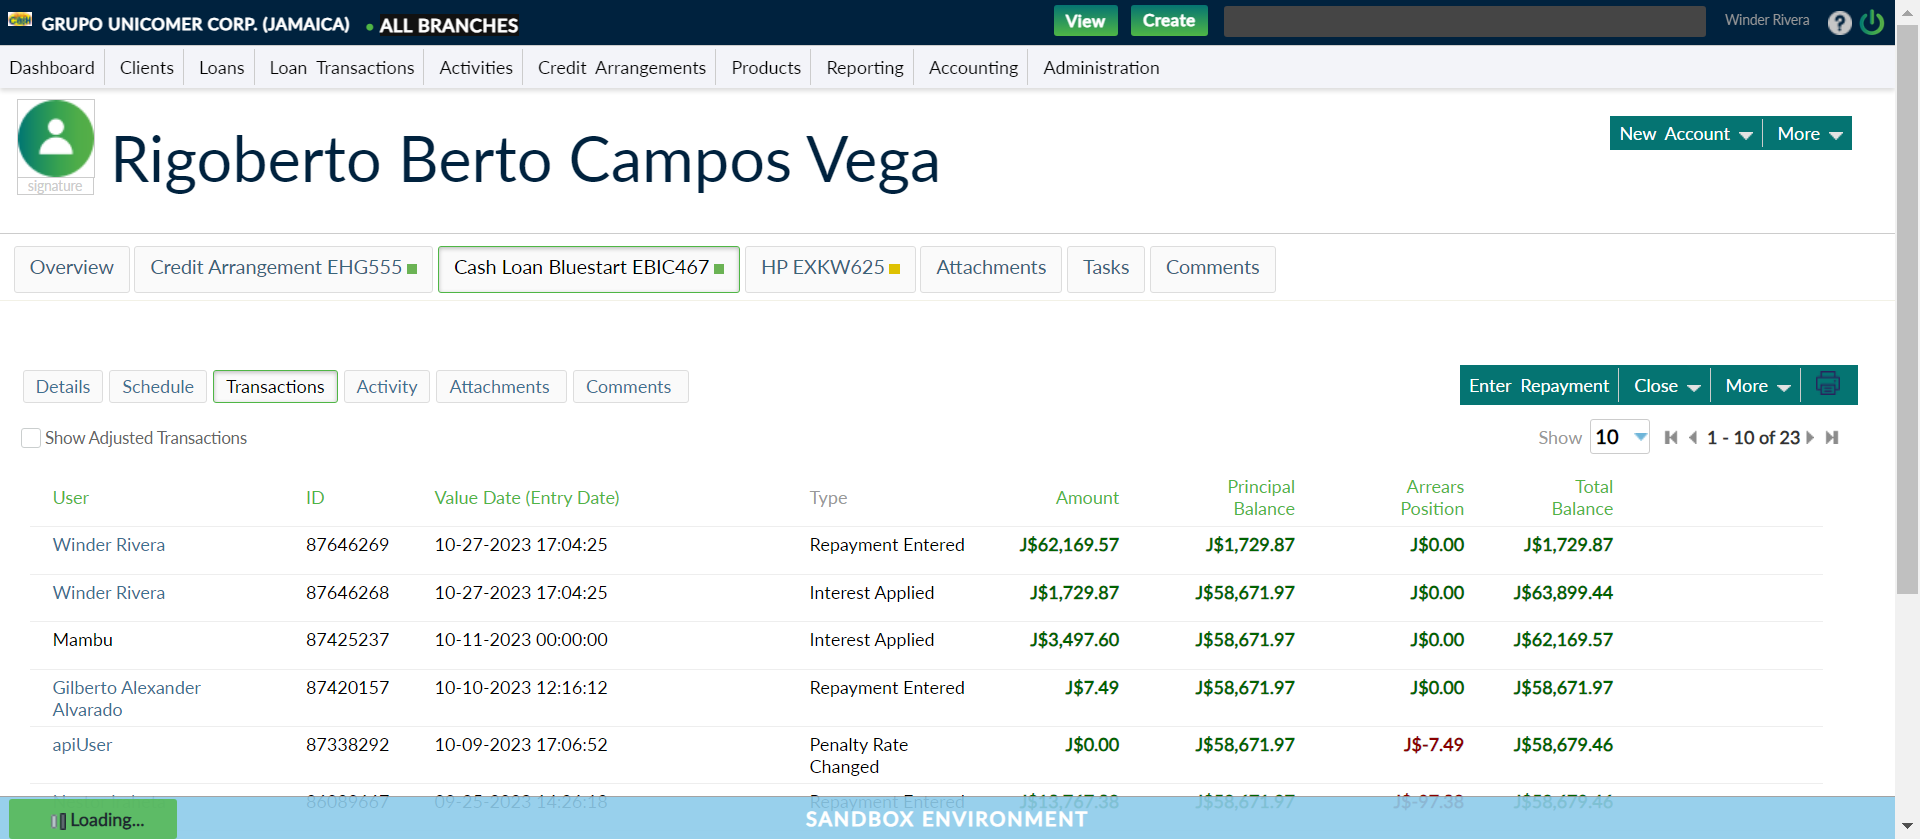 Cash GRUPO UNICOMER CORP. (JAMAICA) • ALL BRANCHES View Create Winder Rivera ?
Dashboard Clients Loans Loan Transactions Activities Credit Arrangements Products Reporting Accounting Administration
signature
Rigoberto Berto Campos Vega
New Account More
Overview Credit Arrangement EHG555 Cash Loan Bluestart EBIC467 HP EXKW625 Attachments Tasks Comments
Details Schedule Transactions Activity Attachments Comments
Enter Repayment Close More
Show Adjusted Transactions
Show 10 1 - 10 of 23
User ID Value Date (Entry Date) Type Amount Principal Balance Arrears Position Total Balance
Winder Rivera 87646269 10-27-2023 17:04:25 Repayment Entered J$62,169.57 J$1,729.87 J$0.00 J$1,729.87
Winder Rivera 87646268 10-27-2023 17:04:25 Interest Applied J$1,729.87 J$58,671.97 J$0.00 J$63,899.44
Mambu 87425237 10-11-2023 00:00:00 Interest Applied J$3,497.60 J$58,671.97 J$0.00 J$62,169.57
Gilberto Alexander Alvarado 87420157 10-10-2023 12:16:12 Repayment Entered J$7.49 J$58,671.97 J$0.00 J$58,671.97
apiUser 87338292 10-09-2023 17:06:52 Penalty Rate Changed J$0.00 J$58,671.97 J$-7.49 J$58,679.46
86089667 09-25-2023 14:26:18 Repayment Entered J$13,767.38 J$58,671.97 J$-97.38 J$58,679.46
Loading...
SANDBOX ENVIRONMENT